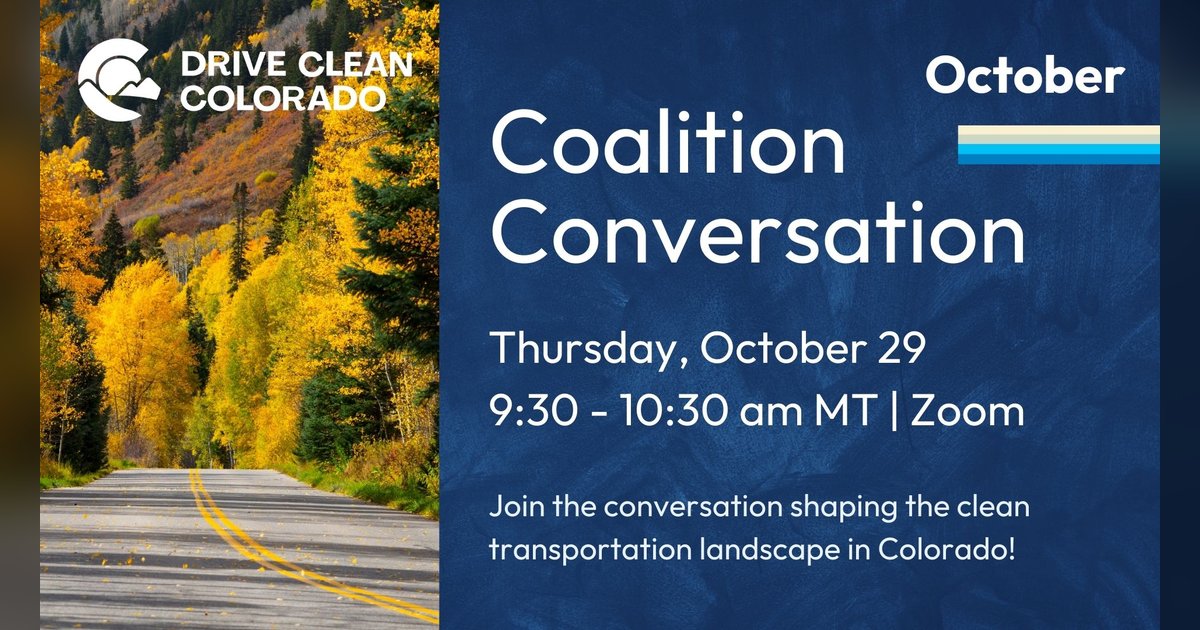 DRIVE CLEAN
COLORADO
October
Coalition
Conversation
Thursday, October 29
9:30 - 10:30 am MT | Zoom
Join the conversation shaping the clean
transportation landscape in Colorado!